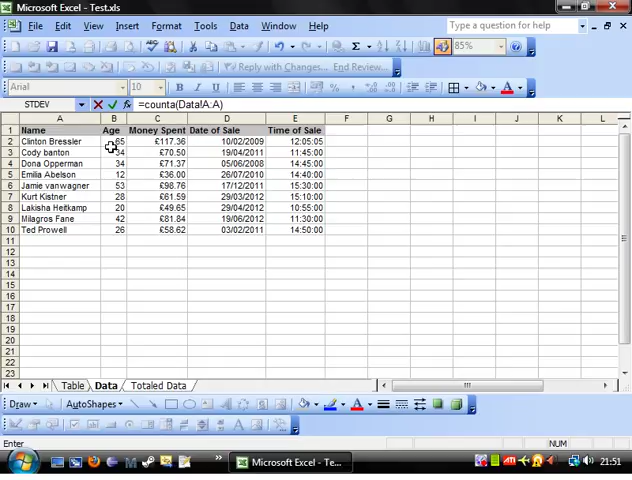 Microsoft Excel - Test.xls
File Edit View Insert Format Tools Data Window Help
Type a question for help
Σ 85%
Reply with Changes... End Review...
Arial 10 B
STDEV =counta(Data!A:A)
A B C D E F G H I J K L
1 Name Age Money Spent Date of Sale Time of Sale
2 Clinton Bressler 65 £117.36 10/02/2009 12:05:05
3 Cody banton 34 £70.50 19/04/2011 11:45:00
4 Dona Opperman 34 £71.37 05/06/2008 14:45:00
5 Emilia Abelson 12 £36.00 26/07/2010 14:40:00
6 Jamie vanwagner 53 £98.76 17/12/2011 15:30:00
7 Kurt Kistner 28 £61.59 29/03/2012 15:10:00
8 Lakisha Heitkamp 20 £49.65 29/04/2012 10:55:00
9 Milagros Fane 42 £81.84 19/06/2012 11:30:00
10 Ted Prowell 26 £58.62 03/02/2011 14:50:00
11
12
13
14
15
16
17
18
19
20
21
22
23
Table Data Totaled Data
Draw AutoShapes
Enter NUM
Microsoft Excel - Te... 21:51